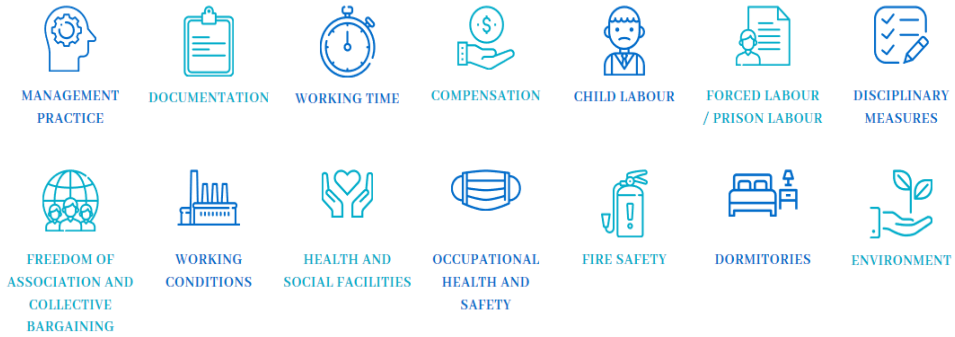 MANAGEMENT
PRACTICE
DOCUMENTATION
WORKING TIME
COMPENSATION
CHILD LABOUR
FORCED LABOUR
/ PRISON LABOUR
DISCIPLINARY
MEASURES
FREEDOM OF
ASSOCIATION AND
COLLECTIVE
BARGAINING
WORKING
CONDITIONS
HEALTH AND
SOCIAL FACILITIES
OCCUPATIONAL
HEALTH AND
SAFETY
FIRE SAFETY
DORMITORIES
ENVIRONMENT